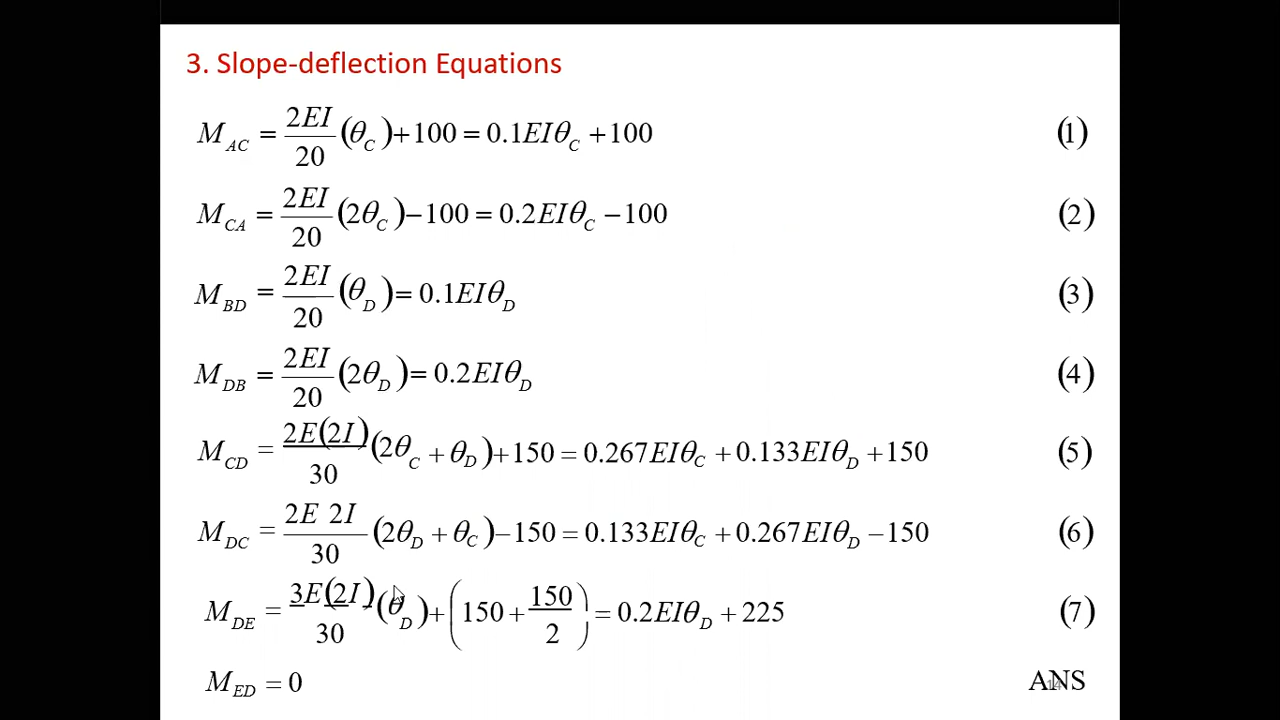 3. Slope-deflection Equations
M_AC = 2EI/20 (θ_C) + 100 = 0.1EIθ_C + 100 (1)
M_CA = 2EI/20 (2θ_C) − 100 = 0.2EIθ_C − 100 (2)
M_BD = 2EI/20 (θ_D) = 0.1EIθ_D (3)
M_DB = 2EI/20 (2θ_D) = 0.2EIθ_D (4)
M_CD = 2E(2I)/30 (2θ_C + θ_D) + 150 = 0.267EIθ_C + 0.133EIθ_D + 150 (5)
M_DC = 2E 2I/30 (2θ_D + θ_C) − 150 = 0.133EIθ_C + 0.267EIθ_D − 150 (6)
M_DE = 3E(2I)/30 (θ_D) + (150 + 150/2) = 0.2EIθ_D + 225 (7)
M_ED = 0 ANS
14